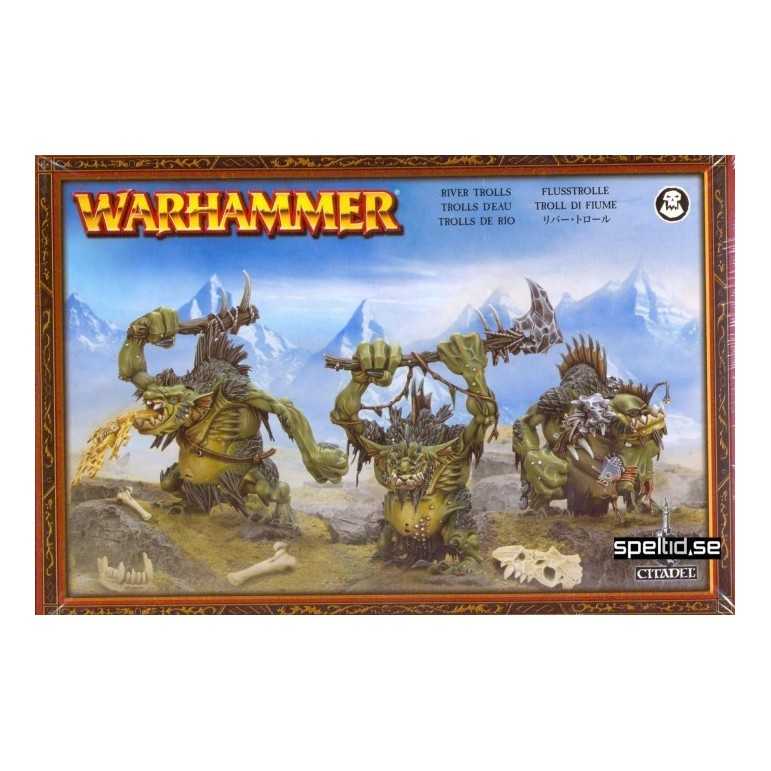 WARHAMMER®
RIVER TROLLS
TROLLS D'EAU
TROLLS DE RIO
FLUSSTROLLE
TROLL DI FIUME
リバー・トロール
speltid.se
CITADEL